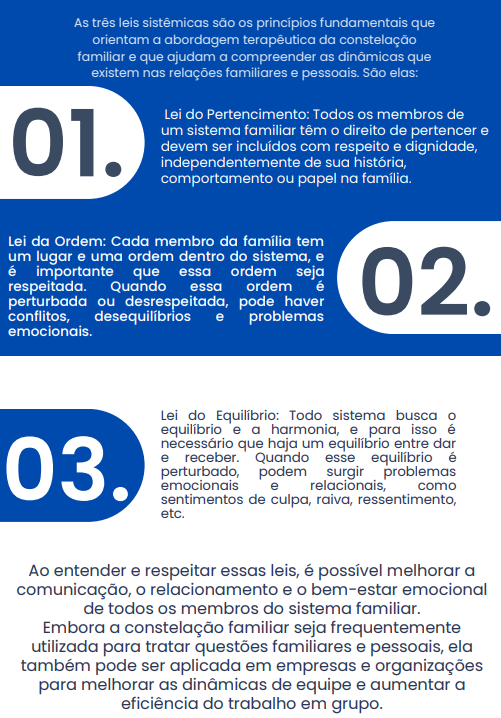 As três leis sistêmicas são os princípios fundamentais que
orientam a abordagem terapêutica da constelação
familiar e que ajudam a compreender as dinâmicas que
existem nas relações familiares e pessoais. São elas:
01.
Lei do Pertencimento: Todos os membros de
um sistema familiar têm o direito de pertencer e
devem ser incluídos com respeito e dignidade,
independentemente de sua história,
comportamento ou papel na família.
Lei da Ordem: Cada membro da família tem
um lugar e uma ordem dentro do sistema, e
é importante que essa ordem seja
respeitada. Quando essa ordem é
perturbada ou desrespeitada, pode haver
conflitos, desequilíbrios e problemas
emocionais.
02.
03.
Lei do Equilíbrio: Todo sistema busca o
equilíbrio e a harmonia, e para isso é
necessário que haja um equilíbrio entre dar
e receber. Quando esse equilíbrio é
perturbado, podem surgir problemas
emocionais e relacionais, como
sentimentos de culpa, raiva, ressentimento,
etc.
Ao entender e respeitar essas leis, é possível melhorar a
comunicação, o relacionamento e o bem-estar emocional
de todos os membros do sistema familiar.
Embora a constelação familiar seja frequentemente
utilizada para tratar questões familiares e pessoais, ela
também pode ser aplicada em empresas e organizações
para melhorar as dinâmicas de equipe e aumentar a
eficiência do trabalho em grupo.